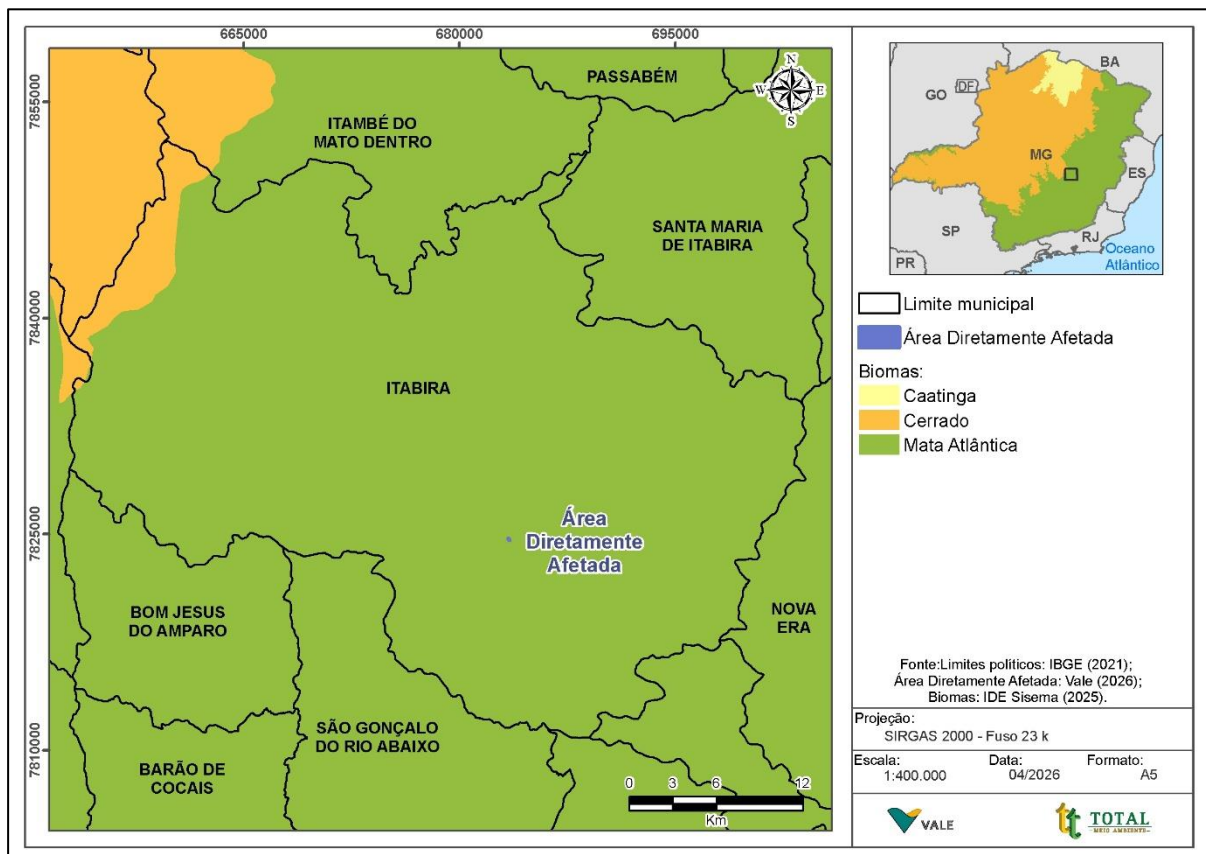 665000
680000
695000
7855000
7840000
7825000
7810000
PASSABÉM
ITAMBÉ DO
MATO DENTRO
SANTA MARIA
DE ITABIRA
ITABIRA
Área
Diretamente
Afetada
BOM JESUS
DO AMPARO
NOVA
ERA
SÃO GONÇALO
DO RIO ABAIXO
BARÃO DE
COCAIS
N
W
E
S
0 3 6 12
Km
BA
GO
DF
MG
ES
SP
RJ
PR
Oceano
Atlântico
Limite municipal
Área Diretamente Afetada
Biomas:
Caatinga
Cerrado
Mata Atlântica
Fonte:Limites políticos: IBGE (2021);
Área Diretamente Afetada: Vale (2026);
Biomas: IDE Sisema (2025).
Projeção:
SIRGAS 2000 - Fuso 23 k
Escala: Data: Formato:
1:400.000 04/2026 A5
VALE
tt TOTAL
MEIO AMBIENTE